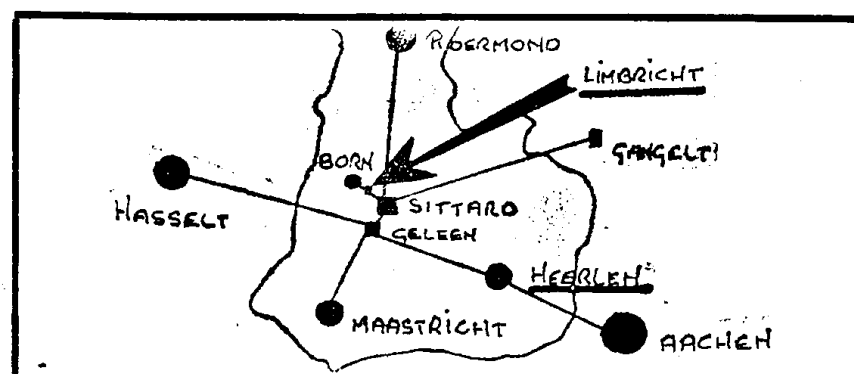 ROERMOND
LIMBRICHT
BORN
GANGELT
HASSELT
SITTARD
GELEEN
HEERLEN
MAASTRICHT
AACHEN